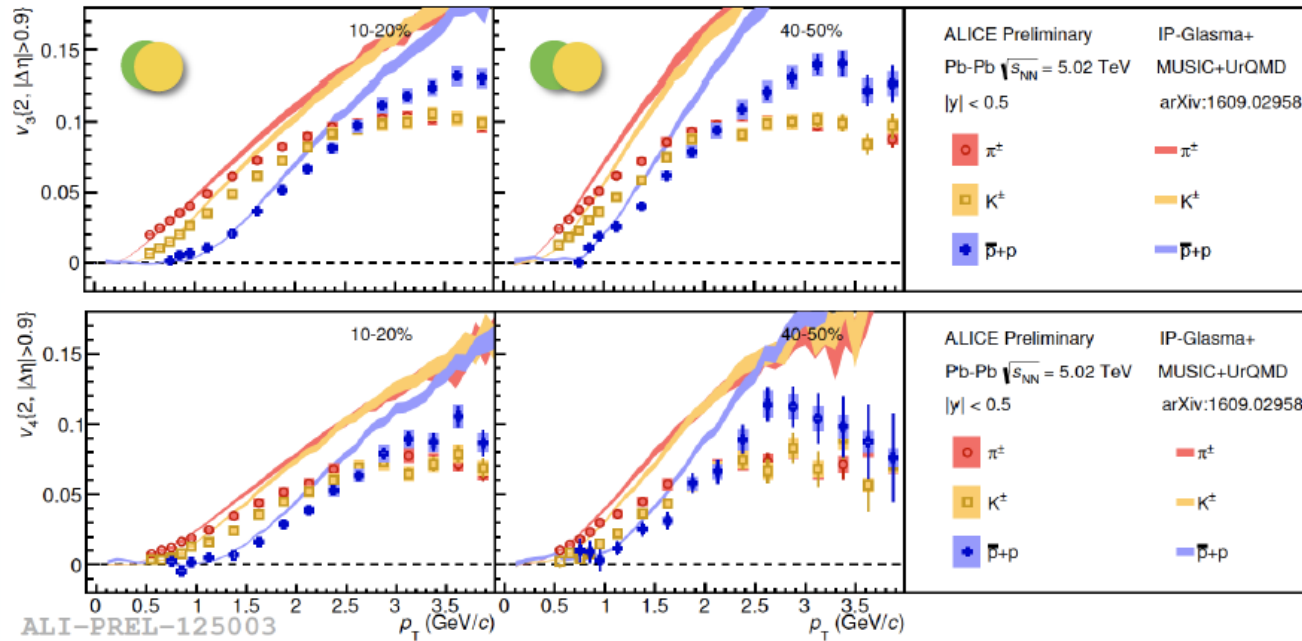 v₃{2, |Δη|>0.9}
0.15
0.1
0.05
0
10-20%
40-50%
ALICE Preliminary
IP-Glasma+
Pb-Pb √sNN = 5.02 TeV
MUSIC+UrQMD
|y| < 0.5
arXiv:1609.02958
π±
π±
K±
K±
p̅+p
p̅+p
v₄{2, |Δη|>0.9}
0.15
0.1
0.05
0
10-20%
40-50%
ALICE Preliminary
IP-Glasma+
Pb-Pb √sNN = 5.02 TeV
MUSIC+UrQMD
|y| < 0.5
arXiv:1609.02958
π±
π±
K±
K±
p̅+p
p̅+p
0 0.5 1 1.5 2 2.5 3 3.5 0 0.5 1 1.5 2 2.5 3 3.5
pT (GeV/c)
pT (GeV/c)
ALI-PREL-125003